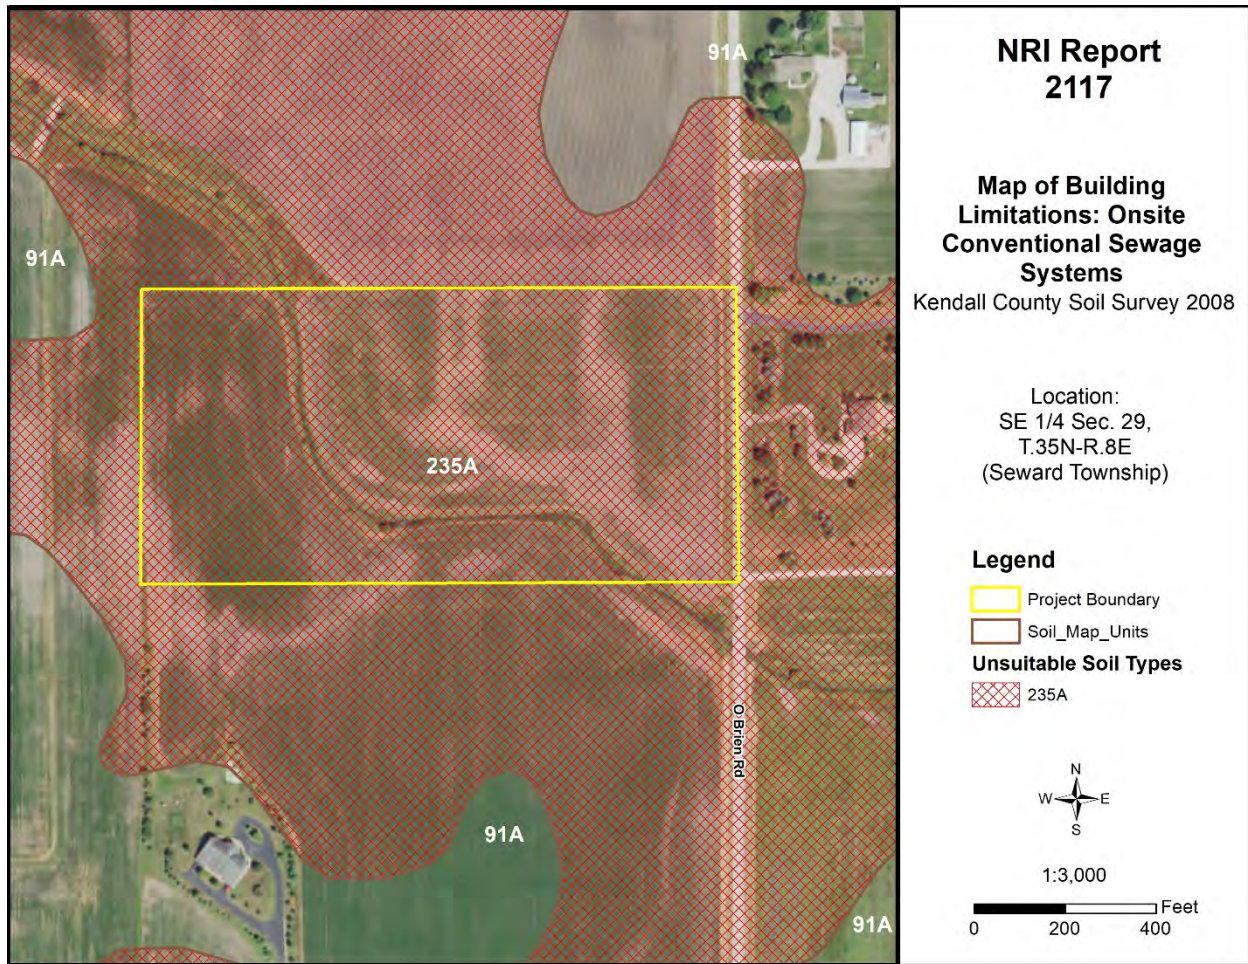 91A
91A
235A
O Brien Rd
91A
91A
NRI Report
2117
Map of Building
Limitations: Onsite
Conventional Sewage
Systems
Kendall County Soil Survey 2008
Location:
SE 1/4 Sec. 29,
T.35N-R.8E
(Seward Township)
Legend
Project Boundary
Soil_Map_Units
Unsuitable Soil Types
235A
N
W E
S
1:3,000
Feet
0 200 400